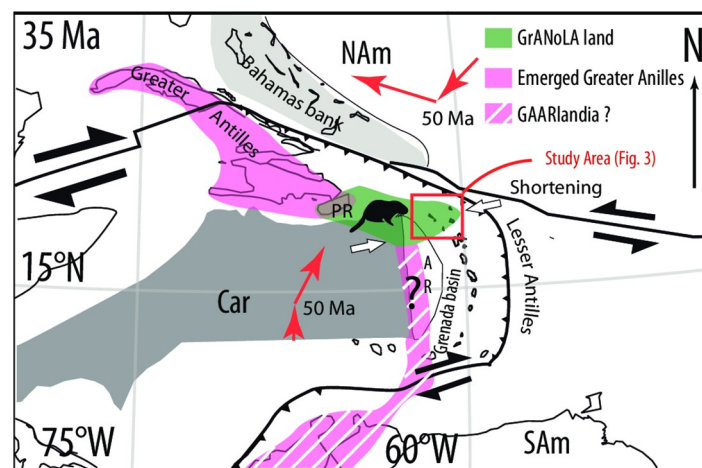 35 Ma
NAm
N
GrANoLA land
Emerged Greater Anilles
GAARlandia ?
50 Ma
Bahamas bank
?
Greater
Antilles
Study Area (Fig. 3)
Shortening
PR
15°N
Car
50 Ma
A
R
?
Grenada basin
Lesser Antilles
75°W
60°W
SAm